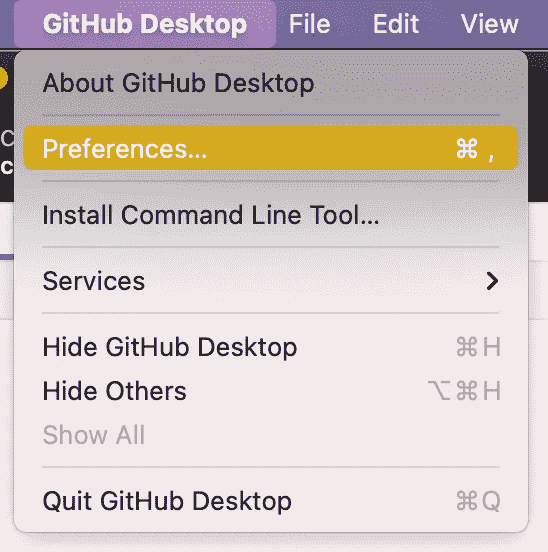 GitHub Desktop File Edit View
About GitHub Desktop
Preferences... ⌘ ,
Install Command Line Tool...
Services
Hide GitHub Desktop ⌘H
Hide Others ⌥⌘H
Show All
Quit GitHub Desktop ⌘Q